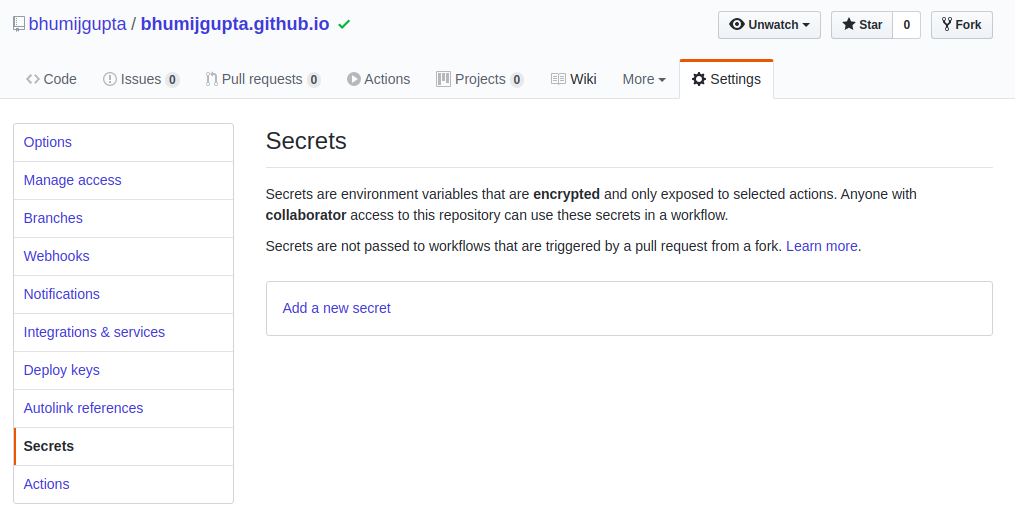 bhumijgupta / bhumijgupta.github.io
Unwatch Star 0 Fork
Code Issues 0 Pull requests 0 Actions Projects 0 Wiki More Settings
Options
Manage access
Branches
Webhooks
Notifications
Integrations & services
Deploy keys
Autolink references
Secrets
Actions
Secrets
Secrets are environment variables that are encrypted and only exposed to selected actions. Anyone with
collaborator access to this repository can use these secrets in a workflow.
Secrets are not passed to workflows that are triggered by a pull request from a fork. Learn more.
Add a new secret